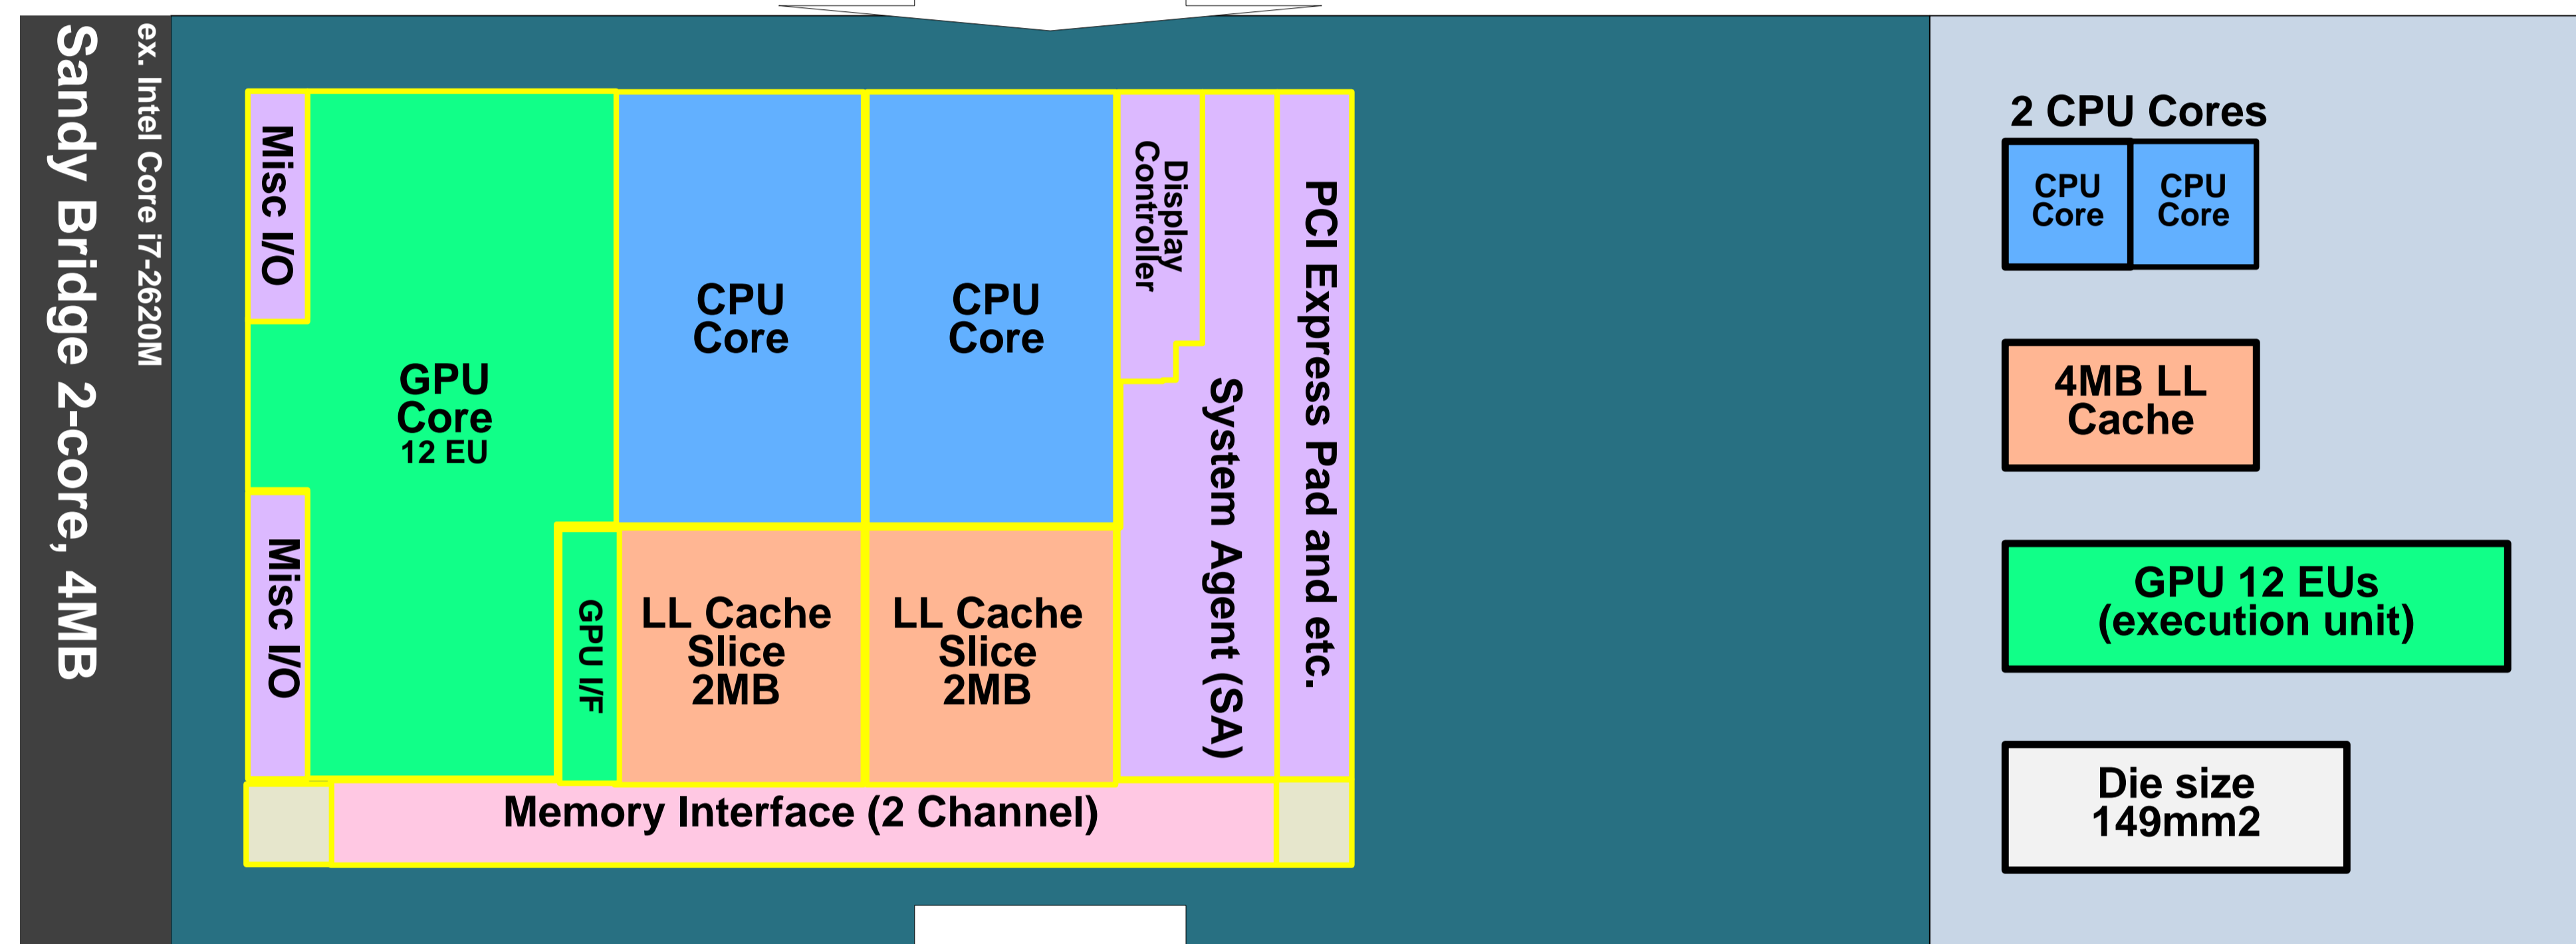 Sandy Bridge 2-core, 4MB
ex. Intel Core i7-2620M
Misc I/O
Misc I/O
GPU
Core
12 EU
GPU I/F
CPU
Core
CPU
Core
LL Cache
Slice
2MB
LL Cache
Slice
2MB
Display
Controller
System Agent (SA)
PCI Express Pad and etc.
Memory Interface (2 Channel)
2 CPU Cores
CPU
Core
CPU
Core
4MB LL
Cache
GPU 12 EUs
(execution unit)
Die size
149mm2